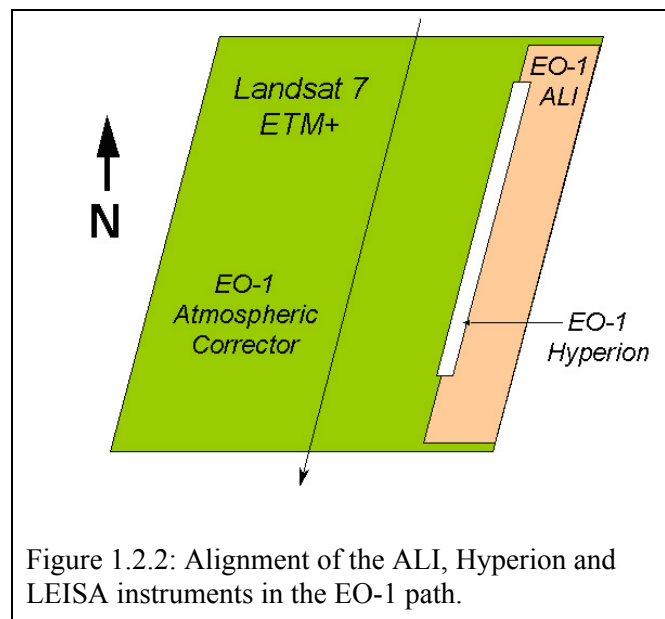 Landsat 7
ETM+
EO-1
ALI
N
EO-1
Atmospheric
Corrector
EO-1
Hyperion
Figure 1.2.2: Alignment of the ALI, Hyperion and
LEISA instruments in the EO-1 path.